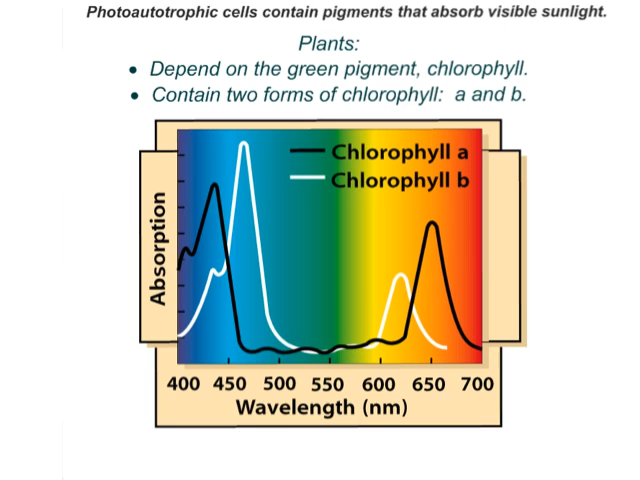 Photoautotrophic cells contain pigments that absorb visible sunlight.
Plants:
• Depend on the green pigment, chlorophyll.
• Contain two forms of chlorophyll: a and b.
Chlorophyll a
Chlorophyll b
Absorption
400 450 500 550 600 650 700
Wavelength (nm)